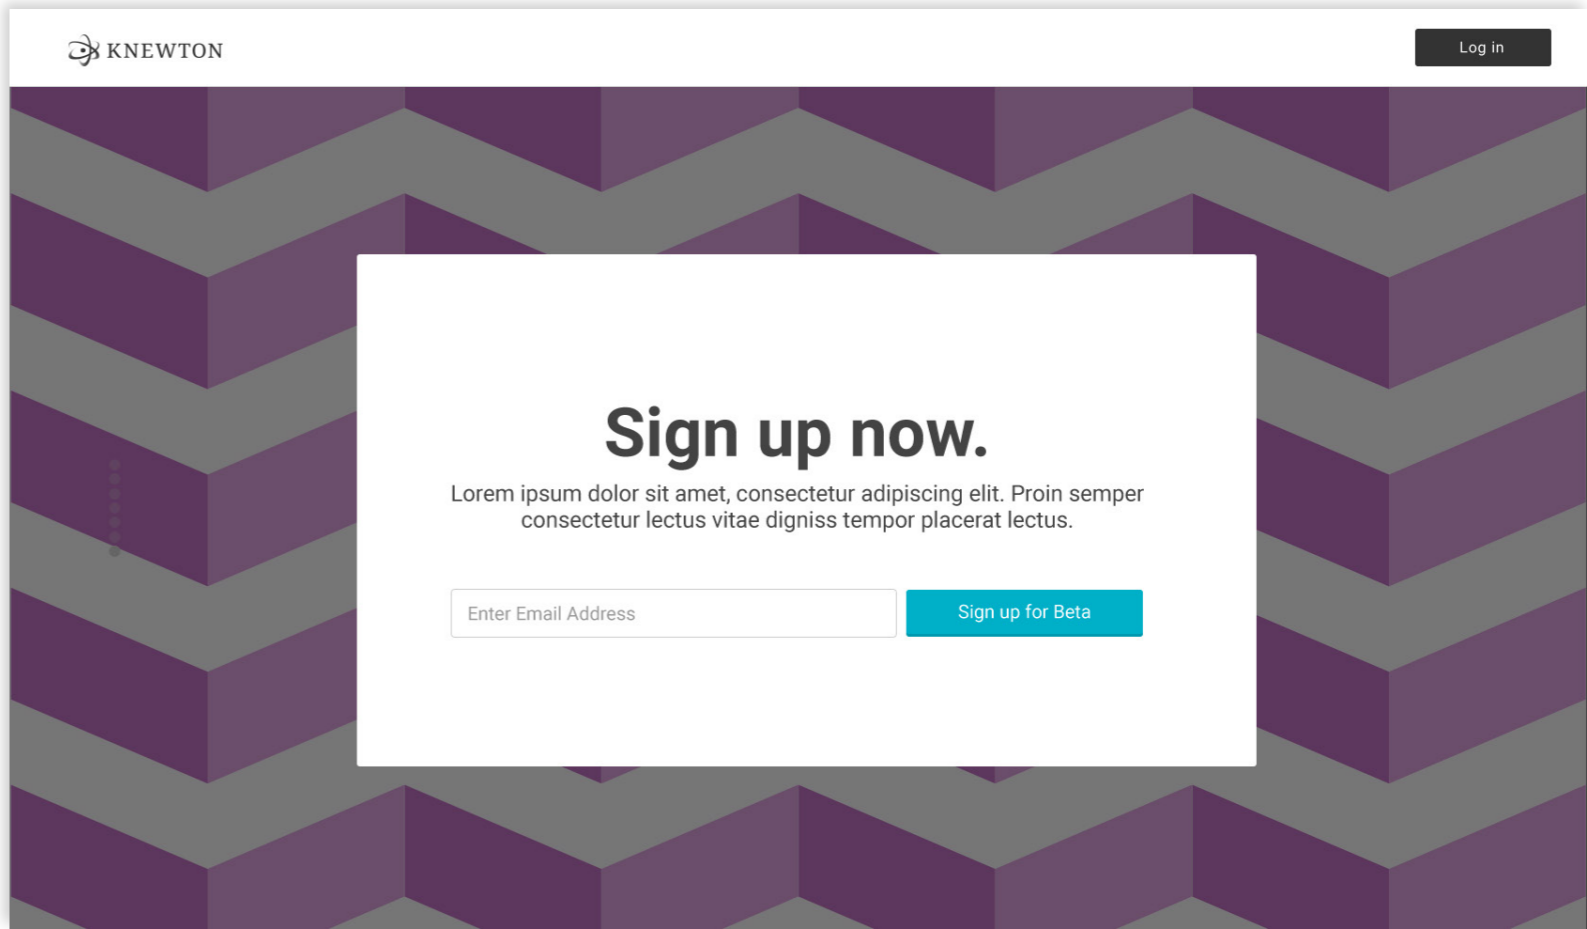 KNEWTON
Log in
Sign up now.
Lorem ipsum dolor sit amet, consectetur adipiscing elit. Proin semper
consectetur lectus vitae digniss tempor placerat lectus.
Enter Email Address
Sign up for Beta